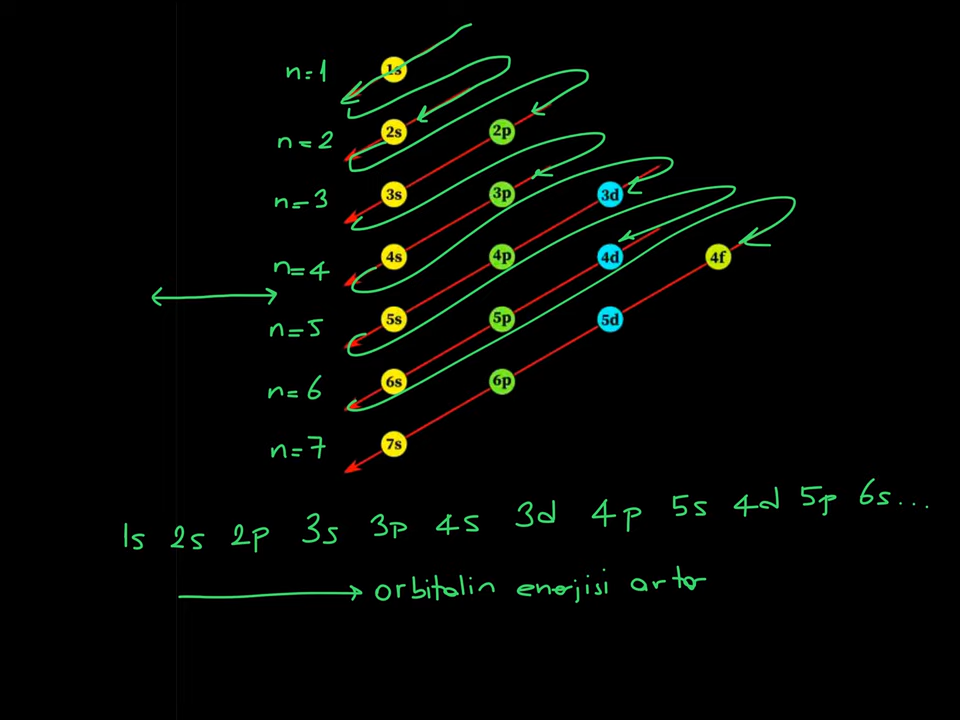 n=1 1s
n=2 2s 2p
n=3 3s 3p 3d
n=4 4s 4p 4d 4f
n=5 5s 5p 5d
n=6 6s 6p
n=7 7s
1s 2s 2p 3s 3p 4s 3d 4p 5s 4d 5p 6s...
orbitalin enerjisi artar